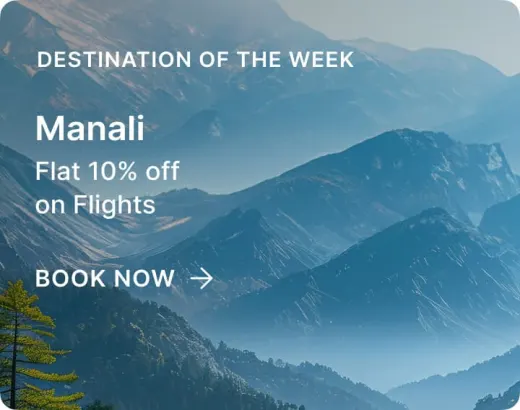 DESTINATION OF THE WEEK
Manali
Flat 10% off
on Flights
BOOK NOW →